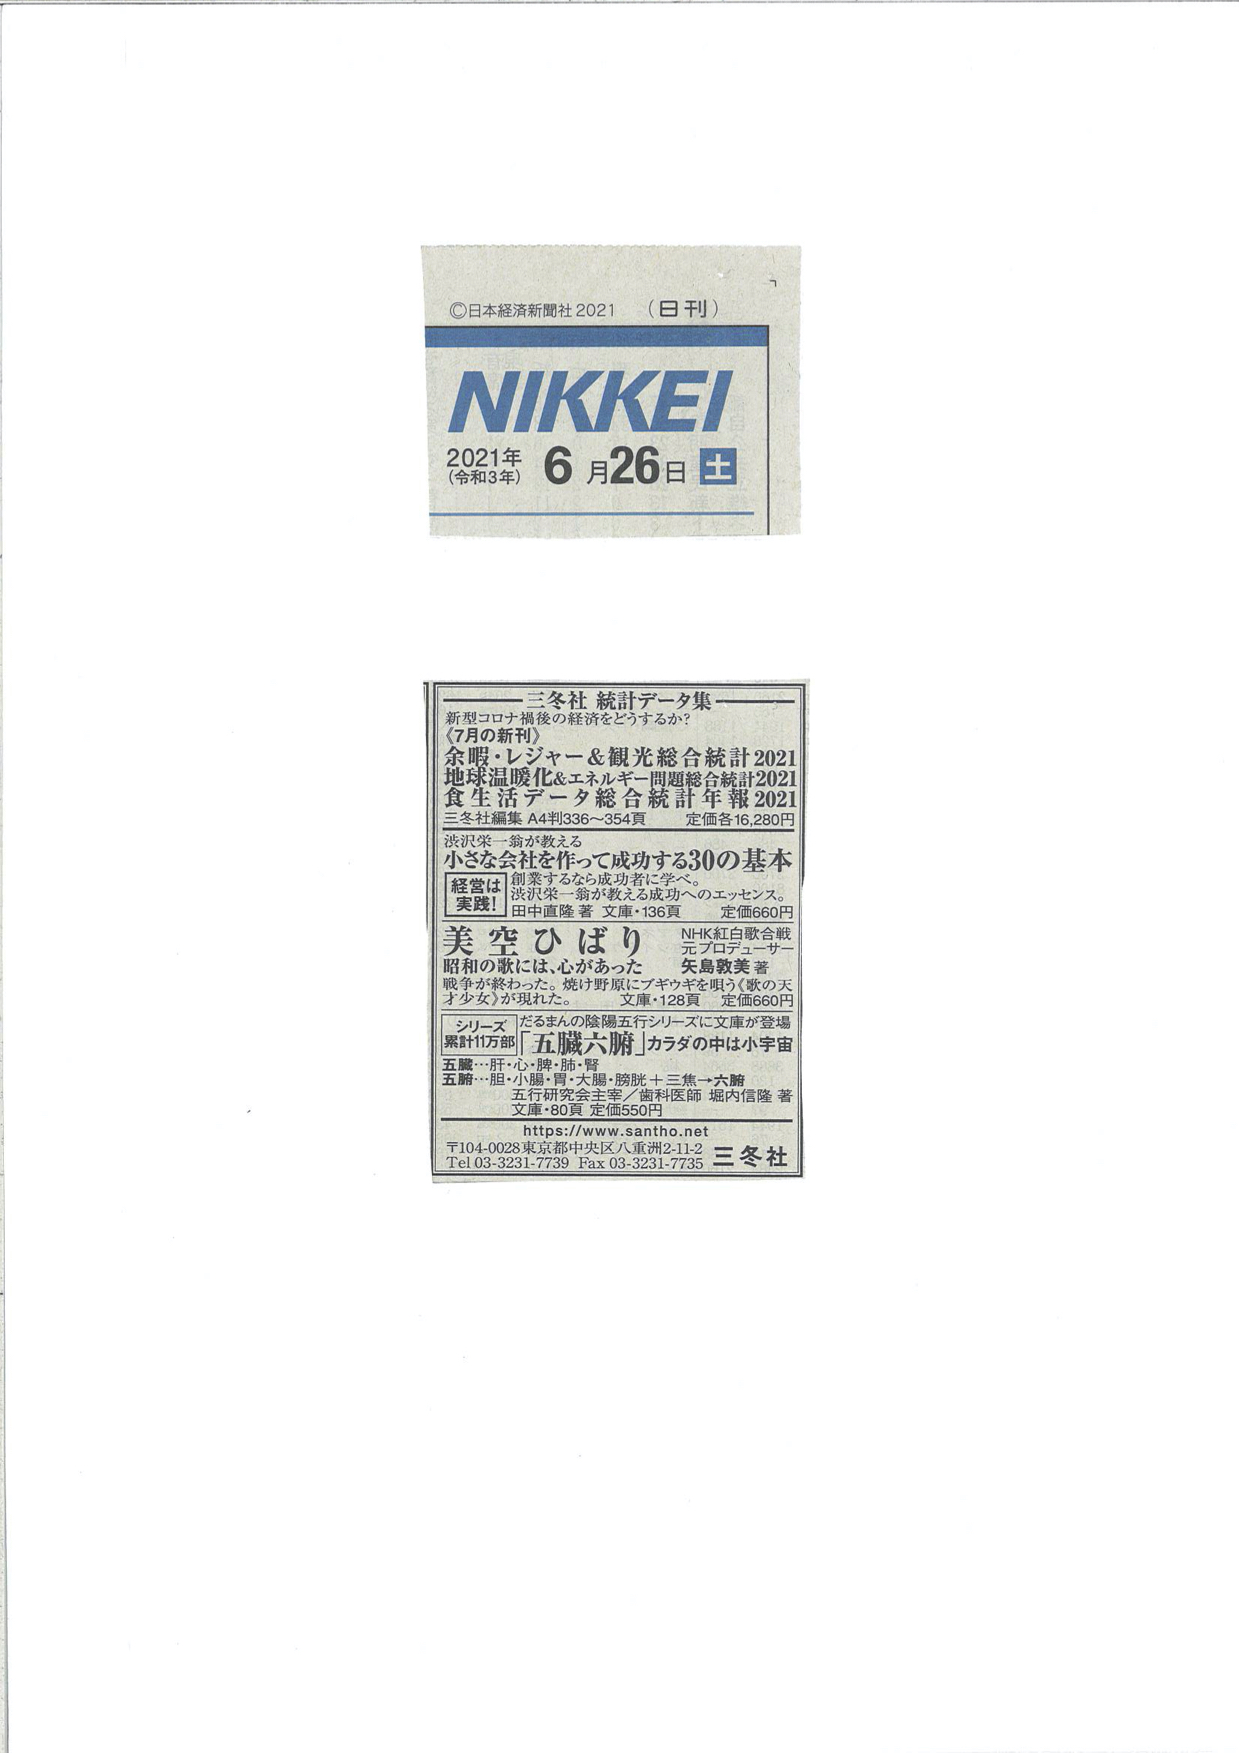 ©日本経済新聞社2021 (日刊)
NIKKEI
2021年 6月26日 土
(令和3年)
三冬社 統計データ集
新型コロナ禍後の経済をどうするか?
《7月の新刊》
余暇・レジャー&観光総合統計2021
地球温暖化&エネルギー問題総合統計2021
食生活データ総合統計年報2021
三冬社編集 A4判336〜354頁 定価各16,280円
渋沢栄一翁が教える
小さな会社を作って成功する30の基本
経営は
実践!
創業するなら成功者に学べ。
渋沢栄一翁が教える成功へのエッセンス。
田中直隆 著 文庫・136頁 定価660円
美空ひばり
昭和の歌には、心があった
NHK紅白歌合戦
元プロデューサー
矢島敦美 著
戦争が終わった。焼け野原にブギウギを唄う《歌の天
才少女》が現れた。 文庫・128頁 定価660円
シリーズ
累計11万部
だるまんの陰陽五行シリーズに文庫が登場
「五臓六腑」カラダの中は小宇宙
五臓…肝・心・脾・肺・腎
五腑…胆・小腸・胃・大腸・膀胱+三焦→六腑
五行研究会主宰/歯科医師 堀内信隆 著
文庫・80頁 定価550円
https://www.santho.net
〒104-0028東京都中央区八重洲2-11-2
Tel 03-3231-7739 Fax 03-3231-7735
三冬社